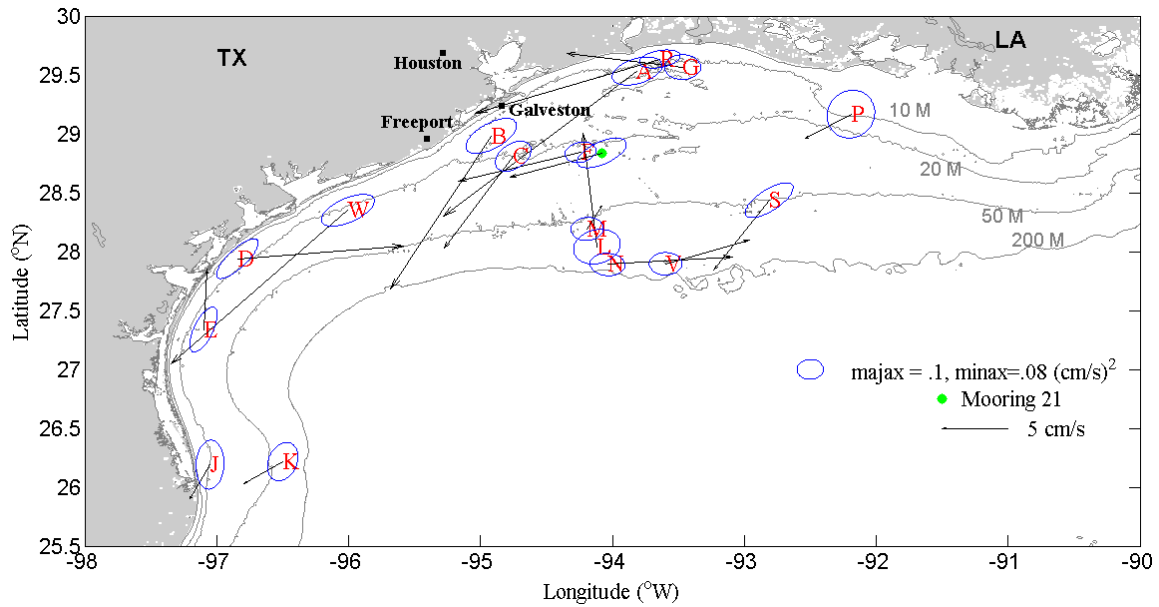 30
29.5
29
28.5
28
27.5
27
26.5
26
25.5
Latitude (°N)
TX
LA
Houston
Galveston
Freeport
R
A
G
P
B
C
10 M
20 M
S
50 M
W
M
200 M
L
D
N
V
E
majax = .1, minax=.08 (cm/s)²
Mooring 21
5 cm/s
J
K
-98
-97
-96
-95
-94
-93
-92
-91
-90
Longitude (°W)